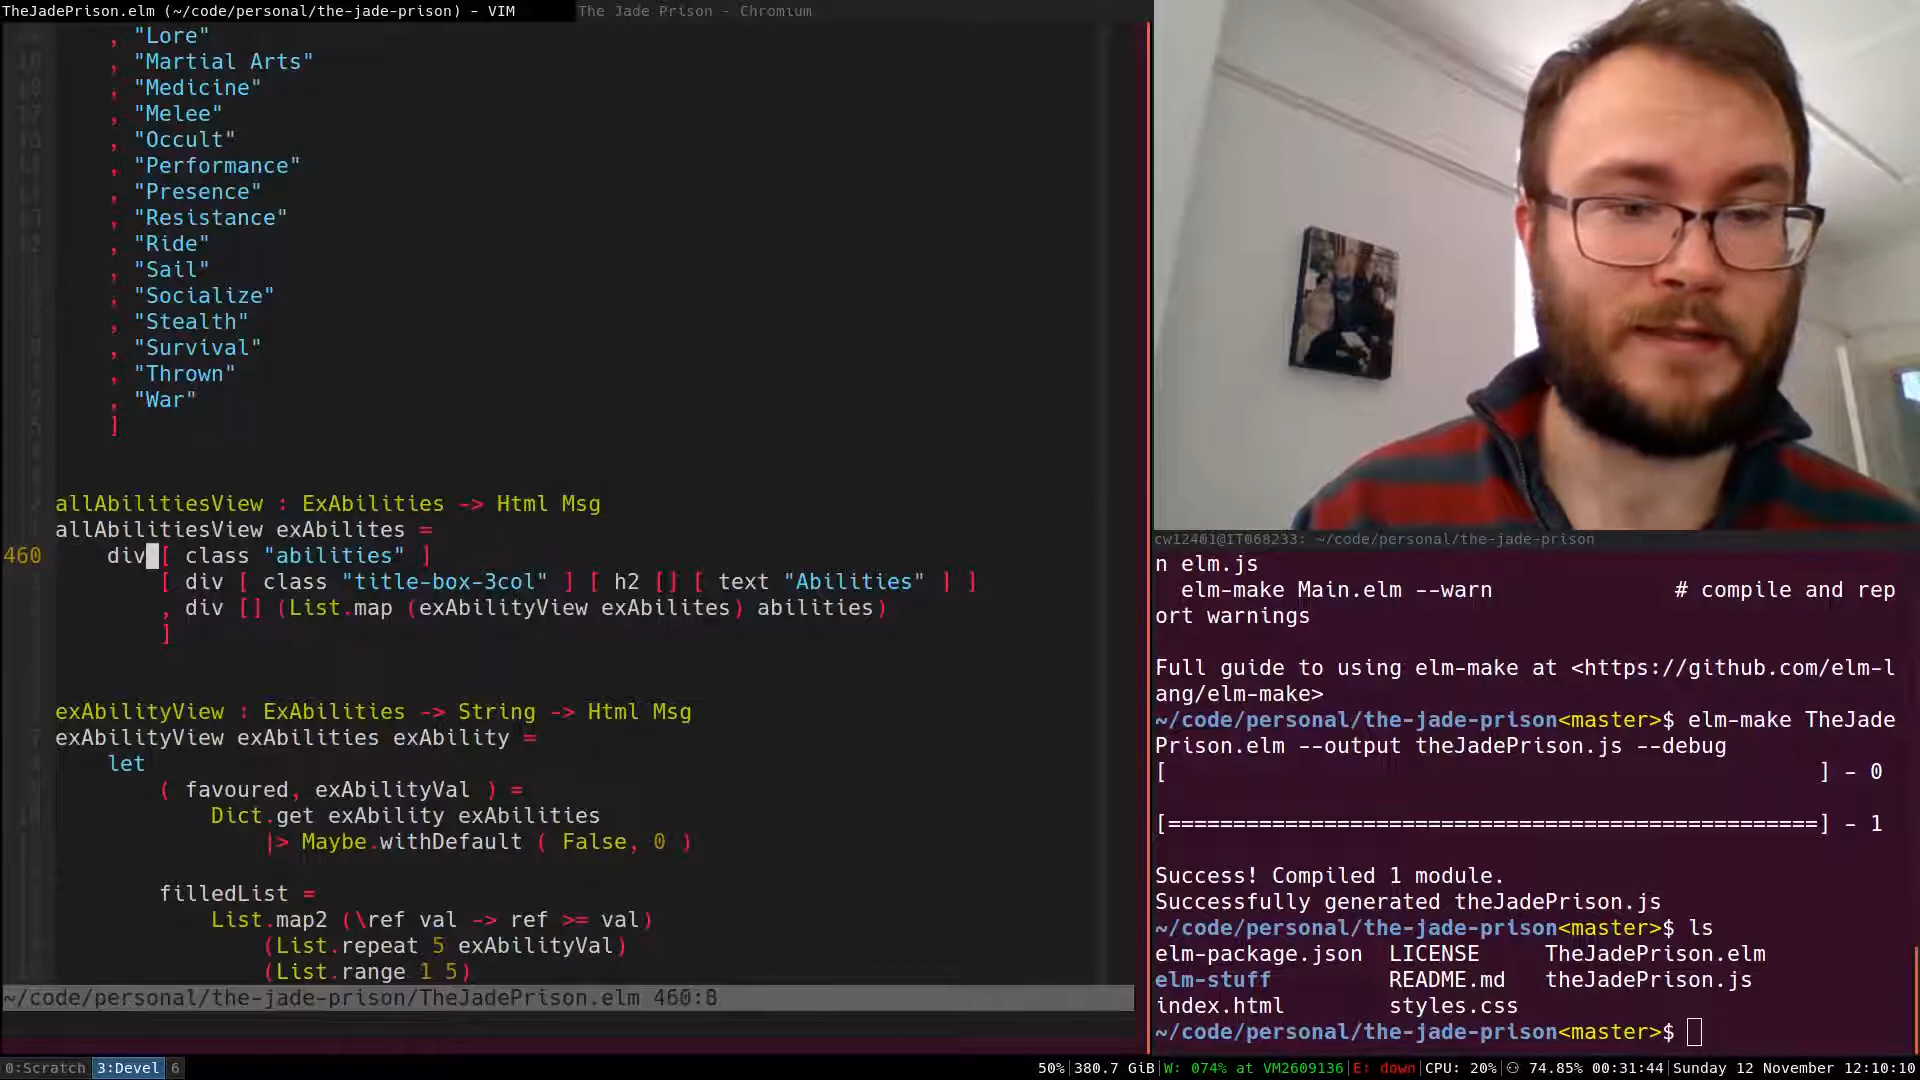 TheJadePrison.elm (~/code/personal/the-jade-prison) - VIM
The Jade Prison - Chromium
, "Lore"
, "Martial Arts"
, "Medicine"
, "Melee"
, "Occult"
, "Performance"
, "Presence"
, "Resistance"
, "Ride"
, "Sail"
, "Socialize"
, "Stealth"
, "Survival"
, "Thrown"
, "War"
]
allAbilitiesView : ExAbilities -> Html Msg
allAbilitiesView exAbilites =
460 div [ class "abilities" ]
[ div [ class "title-box-3col" ] [ h2 [] [ text "Abilities" ] ]
, div [] (List.map (exAbilityView exAbilites) abilities)
]
exAbilityView : ExAbilities -> String -> Html Msg
exAbilityView exAbilities exAbility =
let
( favoured, exAbilityVal ) =
Dict.get exAbility exAbilities
|> Maybe.withDefault ( False, 0 )
filledList =
List.map2 (\ref val -> ref >= val)
(List.repeat 5 exAbilityVal)
(List.range 1 5)
~/code/personal/the-jade-prison/TheJadePrison.elm 460:8
cw12401@IT068233: ~/code/personal/the-jade-prison
n elm.js
elm-make Main.elm --warn # compile and rep
ort warnings
Full guide to using elm-make at <https://github.com/elm-l
ang/elm-make>
~/code/personal/the-jade-prison<master>$ elm-make TheJade
Prison.elm --output theJadePrison.js --debug
[ ] - 0
[==================================================] - 1
Success! Compiled 1 module.
Successfully generated theJadePrison.js
~/code/personal/the-jade-prison<master>$ ls
elm-package.json LICENSE TheJadePrison.elm
elm-stuff README.md theJadePrison.js
index.html styles.css
~/code/personal/the-jade-prison<master>$
0:Scratch 3:Devel 6
50%|380.7 GiB|W: 074% at VM2609136|E: down|CPU: 20%| 74.85% 00:31:44|Sunday 12 November 12:10:10